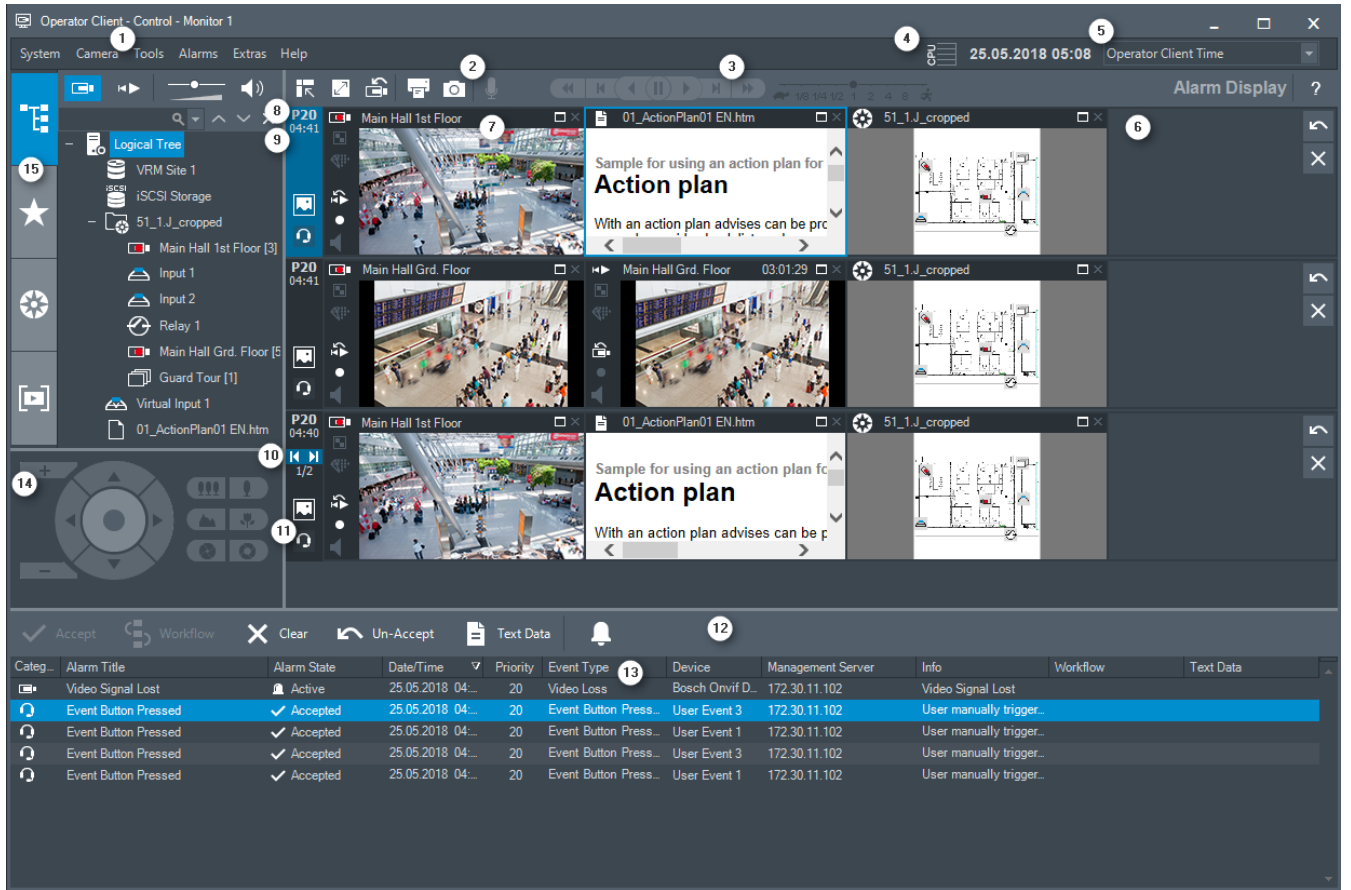 Operator Client - Control - Monitor 1
1
System Camera Tools Alarms Extras Help
4
CPU
25.05.2018 05:08
5
Operator Client Time
2
3
1/8 1/4 1/2 1 2 4 8
Alarm Display ?
8
9
15
Logical Tree
VRM Site 1
iSCSI
iSCSI Storage
51_1.J_cropped
Main Hall 1st Floor [3]
Input 1
Input 2
Relay 1
Main Hall Grd. Floor [5
Guard Tour [1]
Virtual Input 1
01_ActionPlan01 EN.htm
14
P20
04:41
Main Hall 1st Floor
7
01_ActionPlan01 EN.htm
Sample for using an action plan for
Action plan
With an action plan advises can be pro
51_1.J_cropped
6
P20
04:41
Main Hall Grd. Floor
Main Hall Grd. Floor 03:01:29
51_1.J_cropped
P20
04:40
10
1/2
11
Main Hall 1st Floor
01_ActionPlan01 EN.htm
Sample for using an action plan fo
Action plan
With an action plan advises can be p
51_1.J_cropped
Accept Workflow Clear Un-Accept Text Data
12
Categ... Alarm Title Alarm State Date/Time Priority Event Type 13 Device Management Server Info Workflow Text Data
Video Signal Lost Active 25.05.2018 04:... 20 Video Loss Bosch Onvif D... 172.30.11.102 Video Signal Lost
Event Button Pressed Accepted 25.05.2018 04:... 20 Event Button Press... User Event 3 172.30.11.102 User manually trigger...
Event Button Pressed Accepted 25.05.2018 04:... 20 Event Button Press... User Event 1 172.30.11.102 User manually trigger...
Event Button Pressed Accepted 25.05.2018 04:... 20 Event Button Press... User Event 3 172.30.11.102 User manually trigger...
Event Button Pressed Accepted 25.05.2018 04:... 20 Event Button Press... User Event 1 172.30.11.102 User manually trigger...